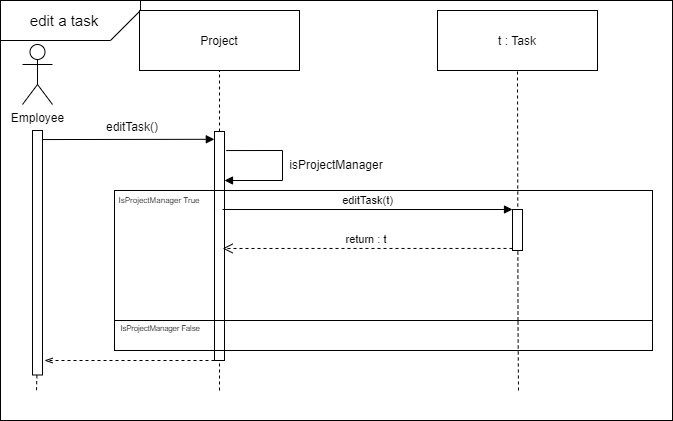 edit a task
Project
t : Task
Employee
editTask()
isProjectManager
IsProjectManager True
editTask(t)
return : t
IsProjectManager False